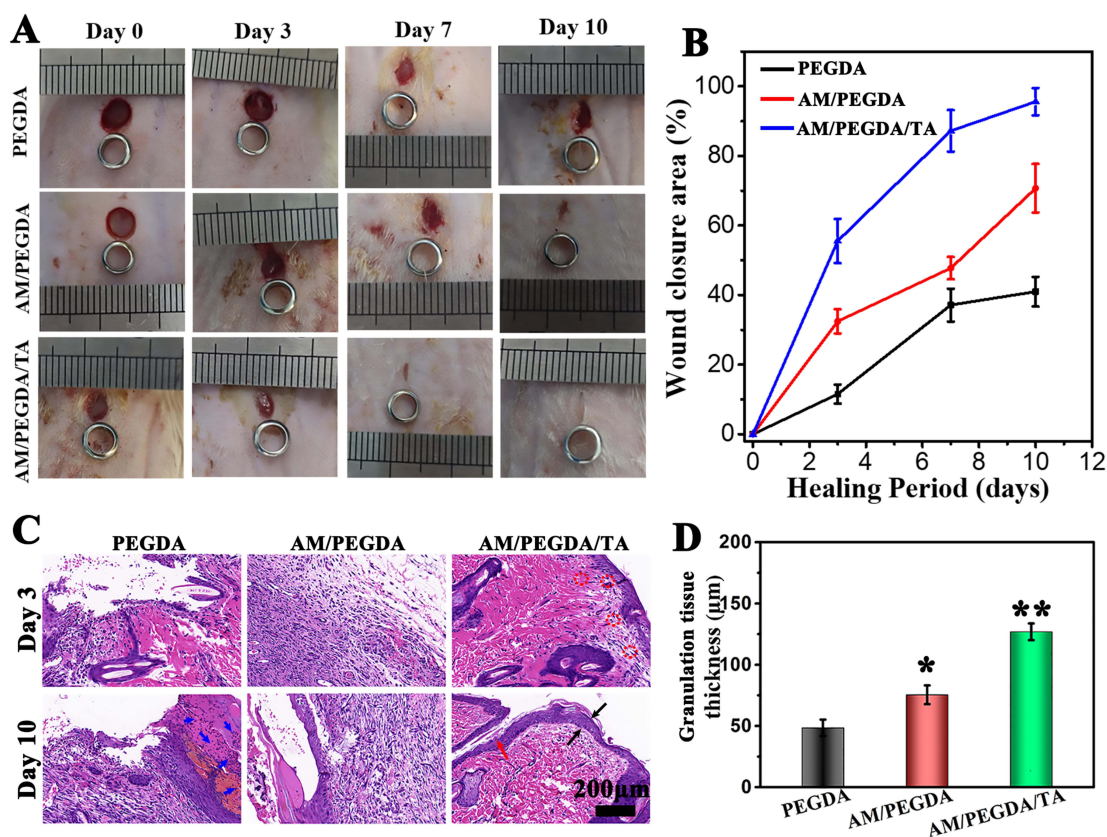 A
Day 0
Day 3
Day 7
Day 10
PEGDA
AM/PEGDA
AM/PEGDA/TA
B
PEGDA
AM/PEGDA
AM/PEGDA/TA
Wound closure area (%)
100
80
60
40
20
0
0
2
4
6
8
10
12
Healing Period (days)
C
PEGDA
AM/PEGDA
AM/PEGDA/TA
Day 3
Day 10
200μm
D
Granulation tissue
thickness (μm)
200
150
100
50
0
*
**
PEGDA
AM/PEGDA
AM/PEGDA/TA